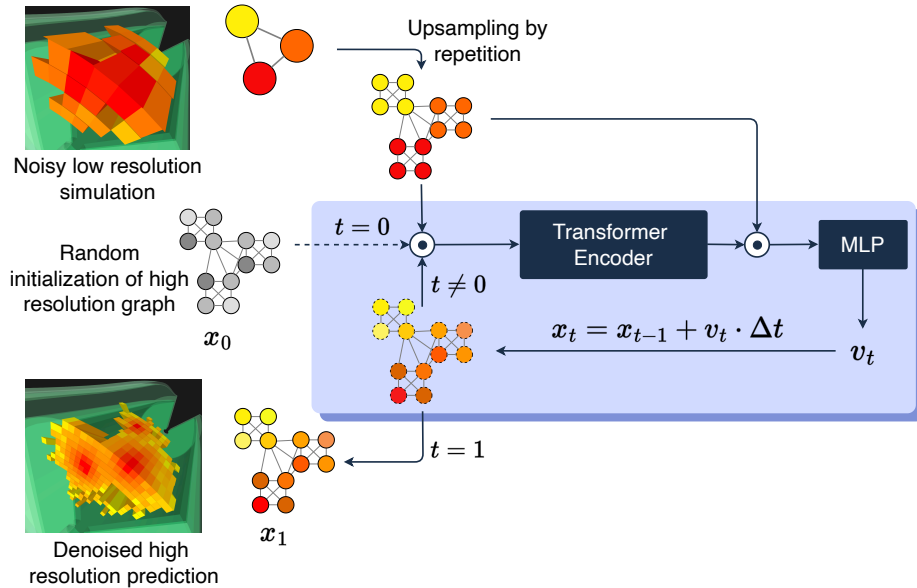 Upsampling by
repetition
Noisy low resolution
simulation
Random
initialization of high
resolution graph
x_0
t = 0
Transformer
Encoder
MLP
t ≠ 0
x_t = x_{t-1} + v_t · Δt
v_t
t = 1
x_1
Denoised high
resolution prediction